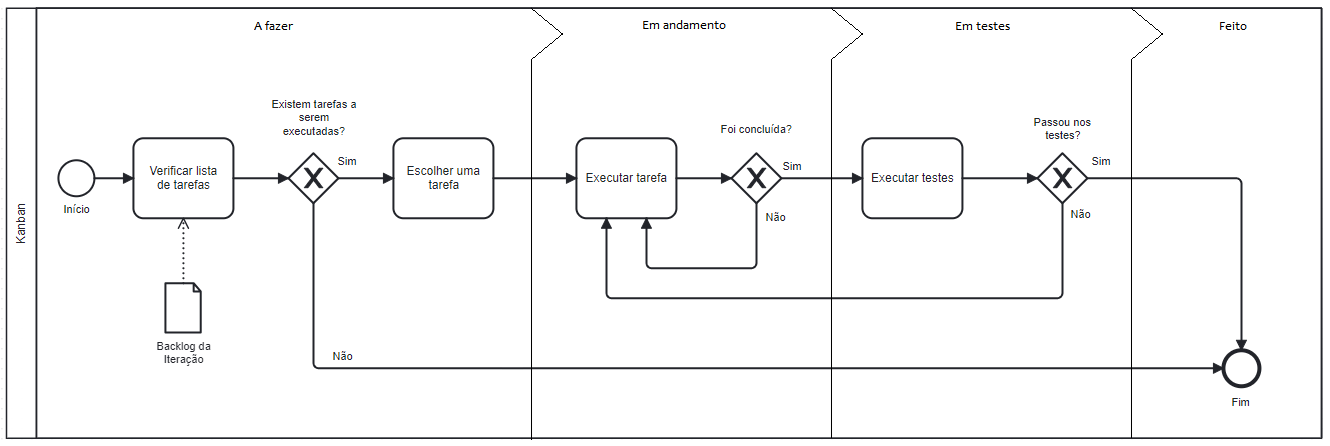 A fazer
Em andamento
Em testes
Feito
Kanban
Início
Verificar lista
de tarefas
Backlog da
Iteração
Existem tarefas a
serem
executadas?
Sim
Não
Escolher uma
tarefa
Executar tarefa
Foi concluída?
Sim
Não
Executar testes
Passou nos
testes?
Sim
Não
Fim